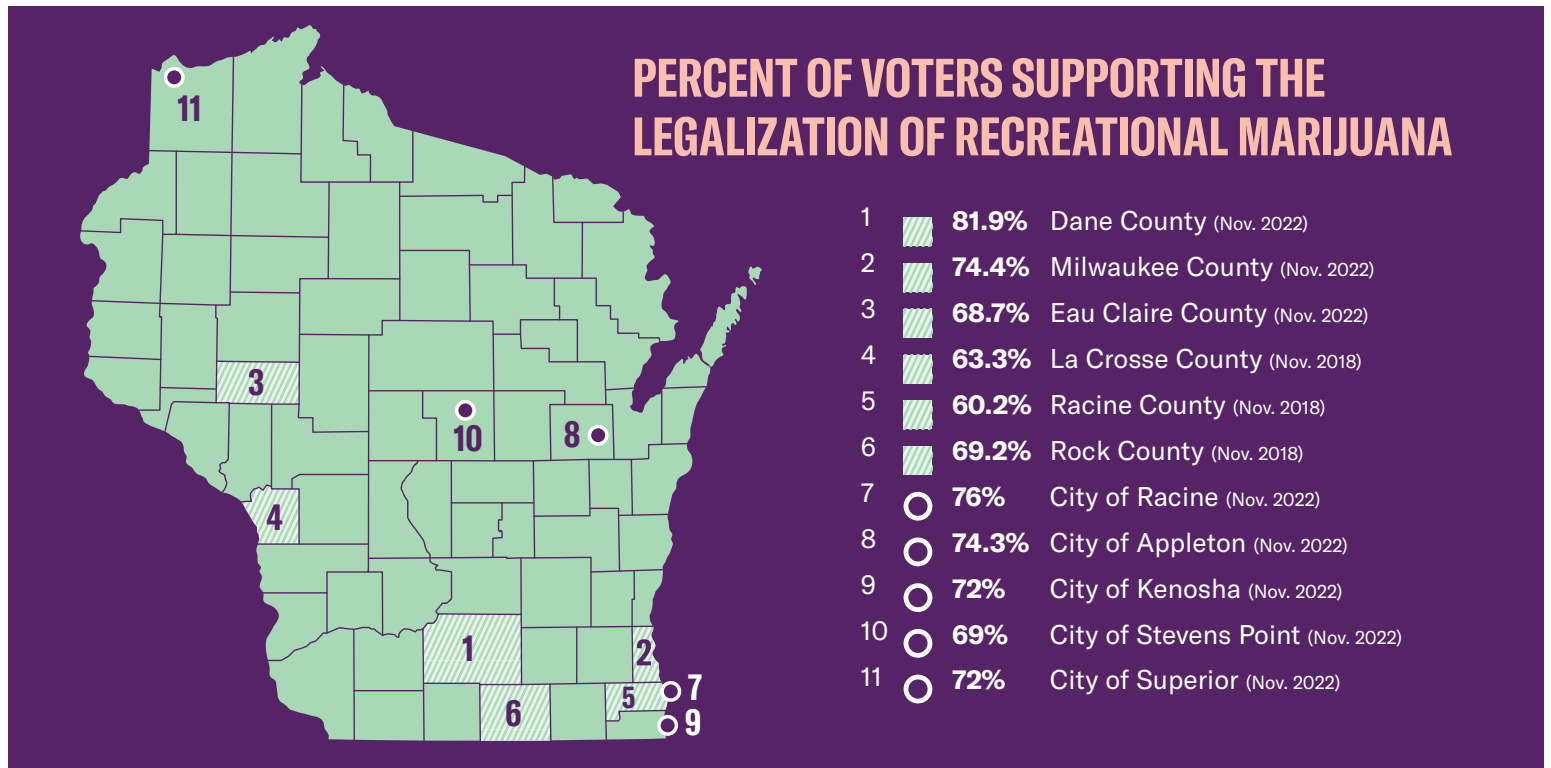 PERCENT OF VOTERS SUPPORTING THE
LEGALIZATION OF RECREATIONAL MARIJUANA
1 81.9% Dane County (Nov. 2022)
2 74.4% Milwaukee County (Nov. 2022)
3 68.7% Eau Claire County (Nov. 2022)
4 63.3% La Crosse County (Nov. 2018)
5 60.2% Racine County (Nov. 2018)
6 69.2% Rock County (Nov. 2018)
7 76% City of Racine (Nov. 2022)
8 74.3% City of Appleton (Nov. 2022)
9 72% City of Kenosha (Nov. 2022)
10 69% City of Stevens Point (Nov. 2022)
11 72% City of Superior (Nov. 2022)
11
3
10
8
4
1
2
7
5
6
9